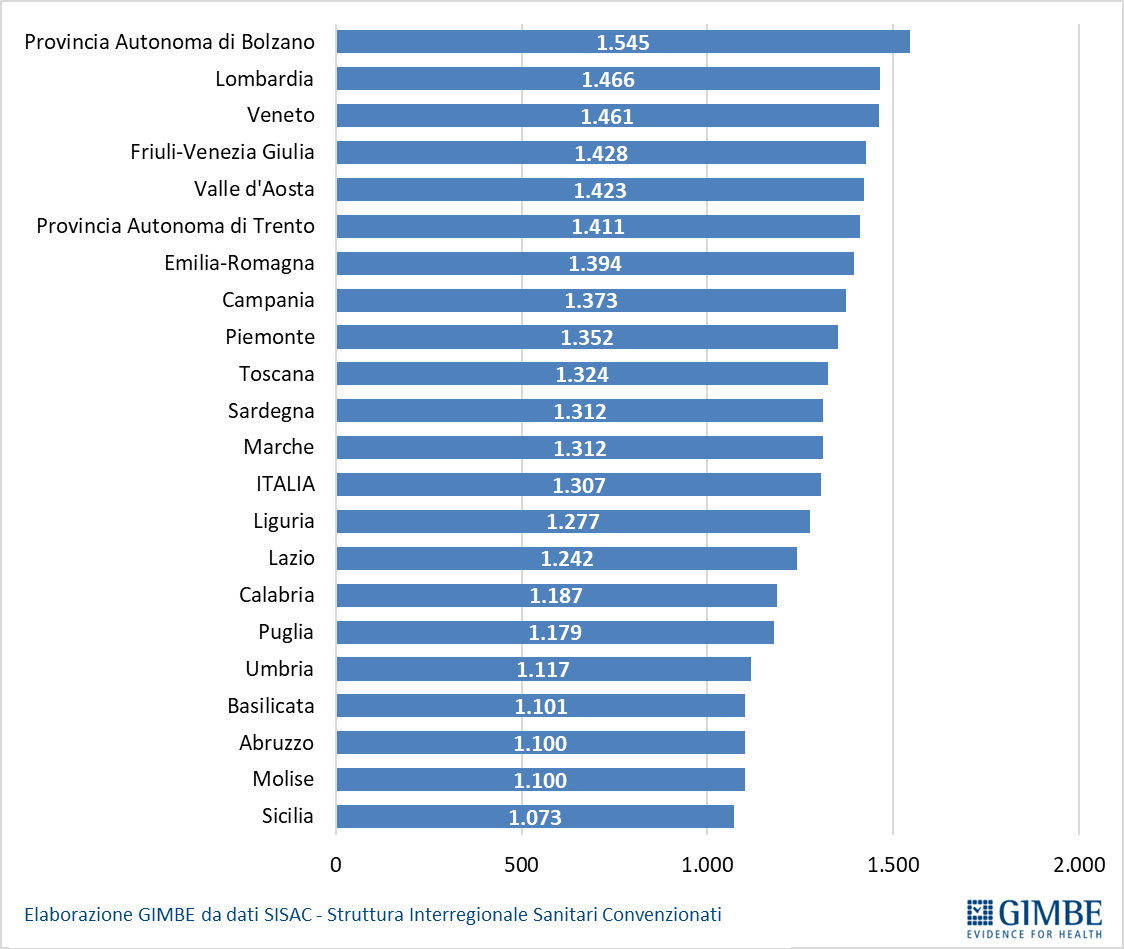 Provincia Autonoma di Bolzano 1.545
Lombardia 1.466
Veneto 1.461
Friuli-Venezia Giulia 1.428
Valle d'Aosta 1.423
Provincia Autonoma di Trento 1.411
Emilia-Romagna 1.394
Campania 1.373
Piemonte 1.352
Toscana 1.324
Sardegna 1.312
Marche 1.312
ITALIA 1.307
Liguria 1.277
Lazio 1.242
Calabria 1.187
Puglia 1.179
Umbria 1.117
Basilicata 1.101
Abruzzo 1.100
Molise 1.100
Sicilia 1.073
0 500 1.000 1.500 2.000
Elaborazione GIMBE da dati SISAC - Struttura Interregionale Sanitari Convenzionati
GIMBE
EVIDENCE FOR HEALTH